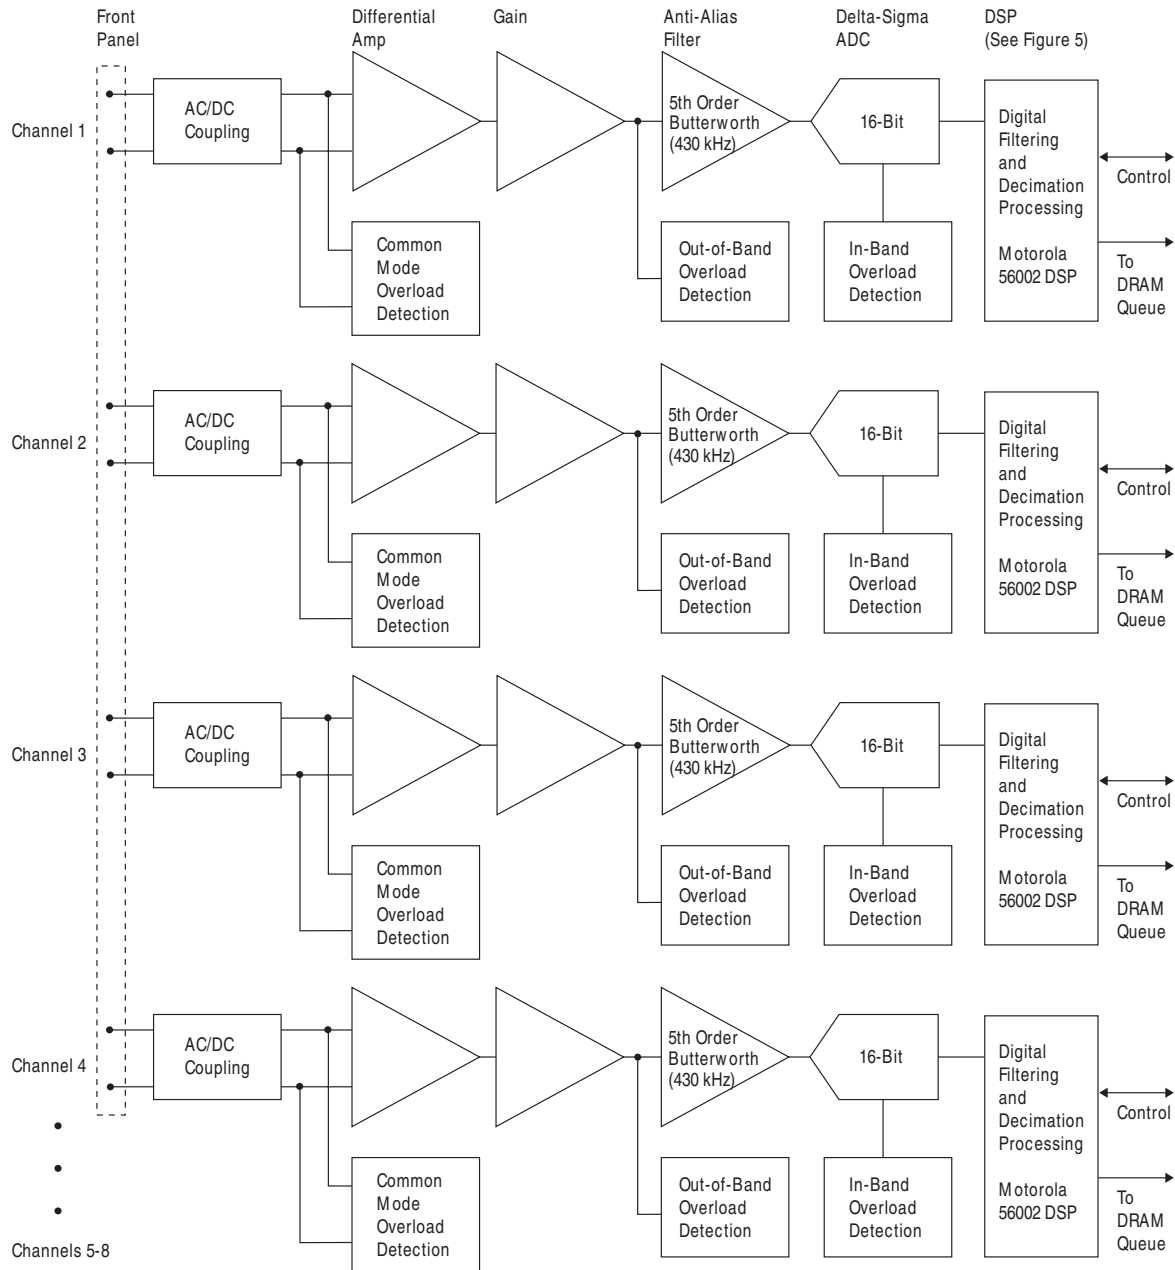 Front
Panel
Differential
Amp
Gain
Anti-Alias
Filter
Delta-Sigma
ADC
DSP
(See Figure 5)
Channel 1
AC/DC
Coupling
5th Order
Butterworth
(430 kHz)
16-Bit
Digital
Filtering
and
Decimation
Processing
Motorola
56002 DSP
Control
To
DRAM
Queue
Common
Mode
Overload
Detection
Out-of-Band
Overload
Detection
In-Band
Overload
Detection
Channel 2
AC/DC
Coupling
5th Order
Butterworth
(430 kHz)
16-Bit
Digital
Filtering
and
Decimation
Processing
Motorola
56002 DSP
Control
To
DRAM
Queue
Common
Mode
Overload
Detection
Out-of-Band
Overload
Detection
In-Band
Overload
Detection
Channel 3
AC/DC
Coupling
5th Order
Butterworth
(430 kHz)
16-Bit
Digital
Filtering
and
Decimation
Processing
Motorola
56002 DSP
Control
To
DRAM
Queue
Common
Mode
Overload
Detection
Out-of-Band
Overload
Detection
In-Band
Overload
Detection
Channel 4
AC/DC
Coupling
5th Order
Butterworth
(430 kHz)
16-Bit
Digital
Filtering
and
Decimation
Processing
Motorola
56002 DSP
Control
To
DRAM
Queue
Common
Mode
Overload
Detection
Out-of-Band
Overload
Detection
In-Band
Overload
Detection
Channels 5-8